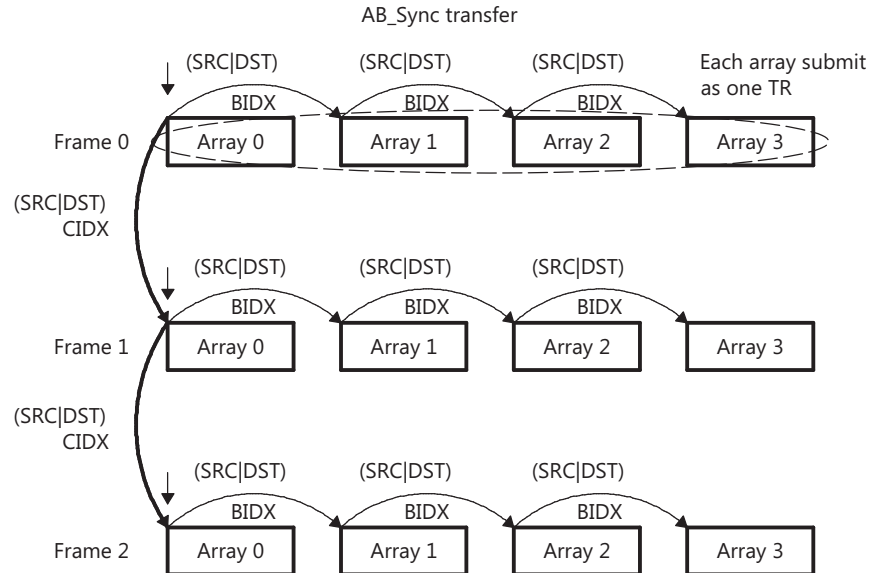 AB_Sync transfer
(SRC|DST) (SRC|DST) (SRC|DST) Each array submit
as one TR
BIDX BIDX BIDX
Frame 0 Array 0 Array 1 Array 2 Array 3
(SRC|DST)
CIDX
(SRC|DST) (SRC|DST) (SRC|DST)
BIDX BIDX BIDX
Frame 1 Array 0 Array 1 Array 2 Array 3
(SRC|DST)
CIDX
(SRC|DST) (SRC|DST) (SRC|DST)
BIDX BIDX BIDX
Frame 2 Array 0 Array 1 Array 2 Array 3